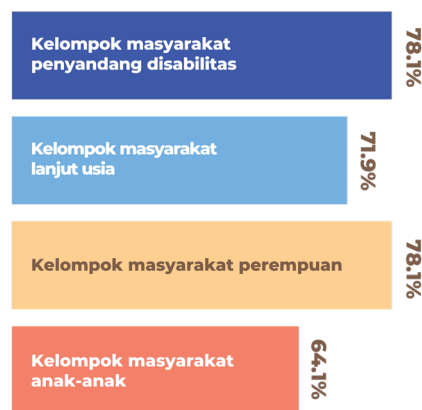 Kelompok masyarakat
penyandang disabilitas
78.1%
Kelompok masyarakat
lanjut usia
71.9%
Kelompok masyarakat perempuan
78.1%
Kelompok masyarakat
anak-anak
64.1%